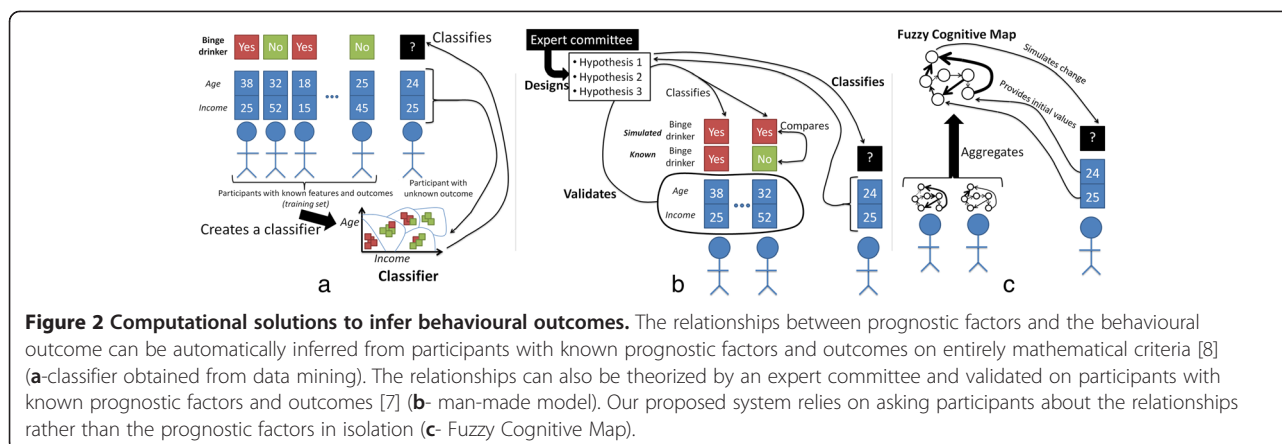 Binge drinker Yes No Yes No ?
Classifies
Age 38 32 18 ... 25 24
Income 25 52 15 45 25
Participants with known features and outcomes
(training set)
Participant with
unknown outcome
Creates a classifier
Age
Income
Classifier
a
Expert committee
Designs
• Hypothesis 1
• Hypothesis 2
• Hypothesis 3
Classifies
Classifies
Simulated Binge drinker Yes Yes
Compares
Known Binge drinker Yes No
?
Validates
Age 38 ... 32 24
Income 25 52 25
b
Fuzzy Cognitive Map
Simulates change
Provides initial values
?
Aggregates
24
25
c
Figure 2 Computational solutions to infer behavioural outcomes. The relationships between prognostic factors and the behavioural
outcome can be automatically inferred from participants with known prognostic factors and outcomes on entirely mathematical criteria [8]
(a-classifier obtained from data mining). The relationships can also be theorized by an expert committee and validated on participants with
known prognostic factors and outcomes [7] (b- man-made model). Our proposed system relies on asking participants about the relationships
rather than the prognostic factors in isolation (c- Fuzzy Cognitive Map).